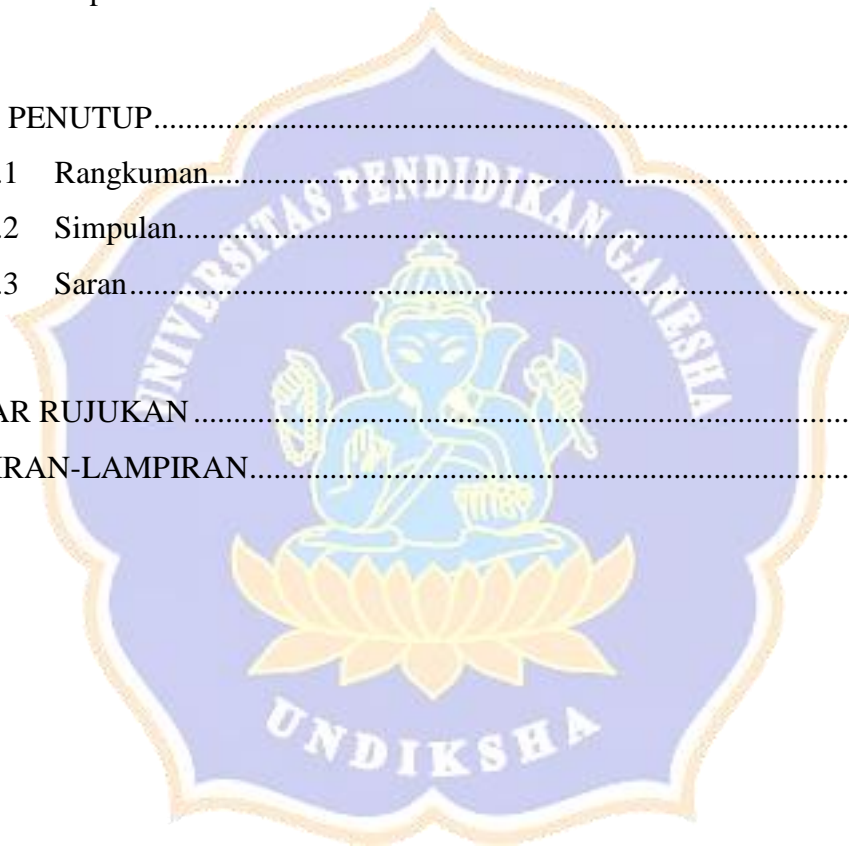 PENUTUP
.1 Rangkuman
.2 Simpulan
.3 Saran
AR RUJUKAN
IRAN-LAMPIRAN
UNIVERSITAS PENDIDIKAN GANESHA
UNDIKSHA